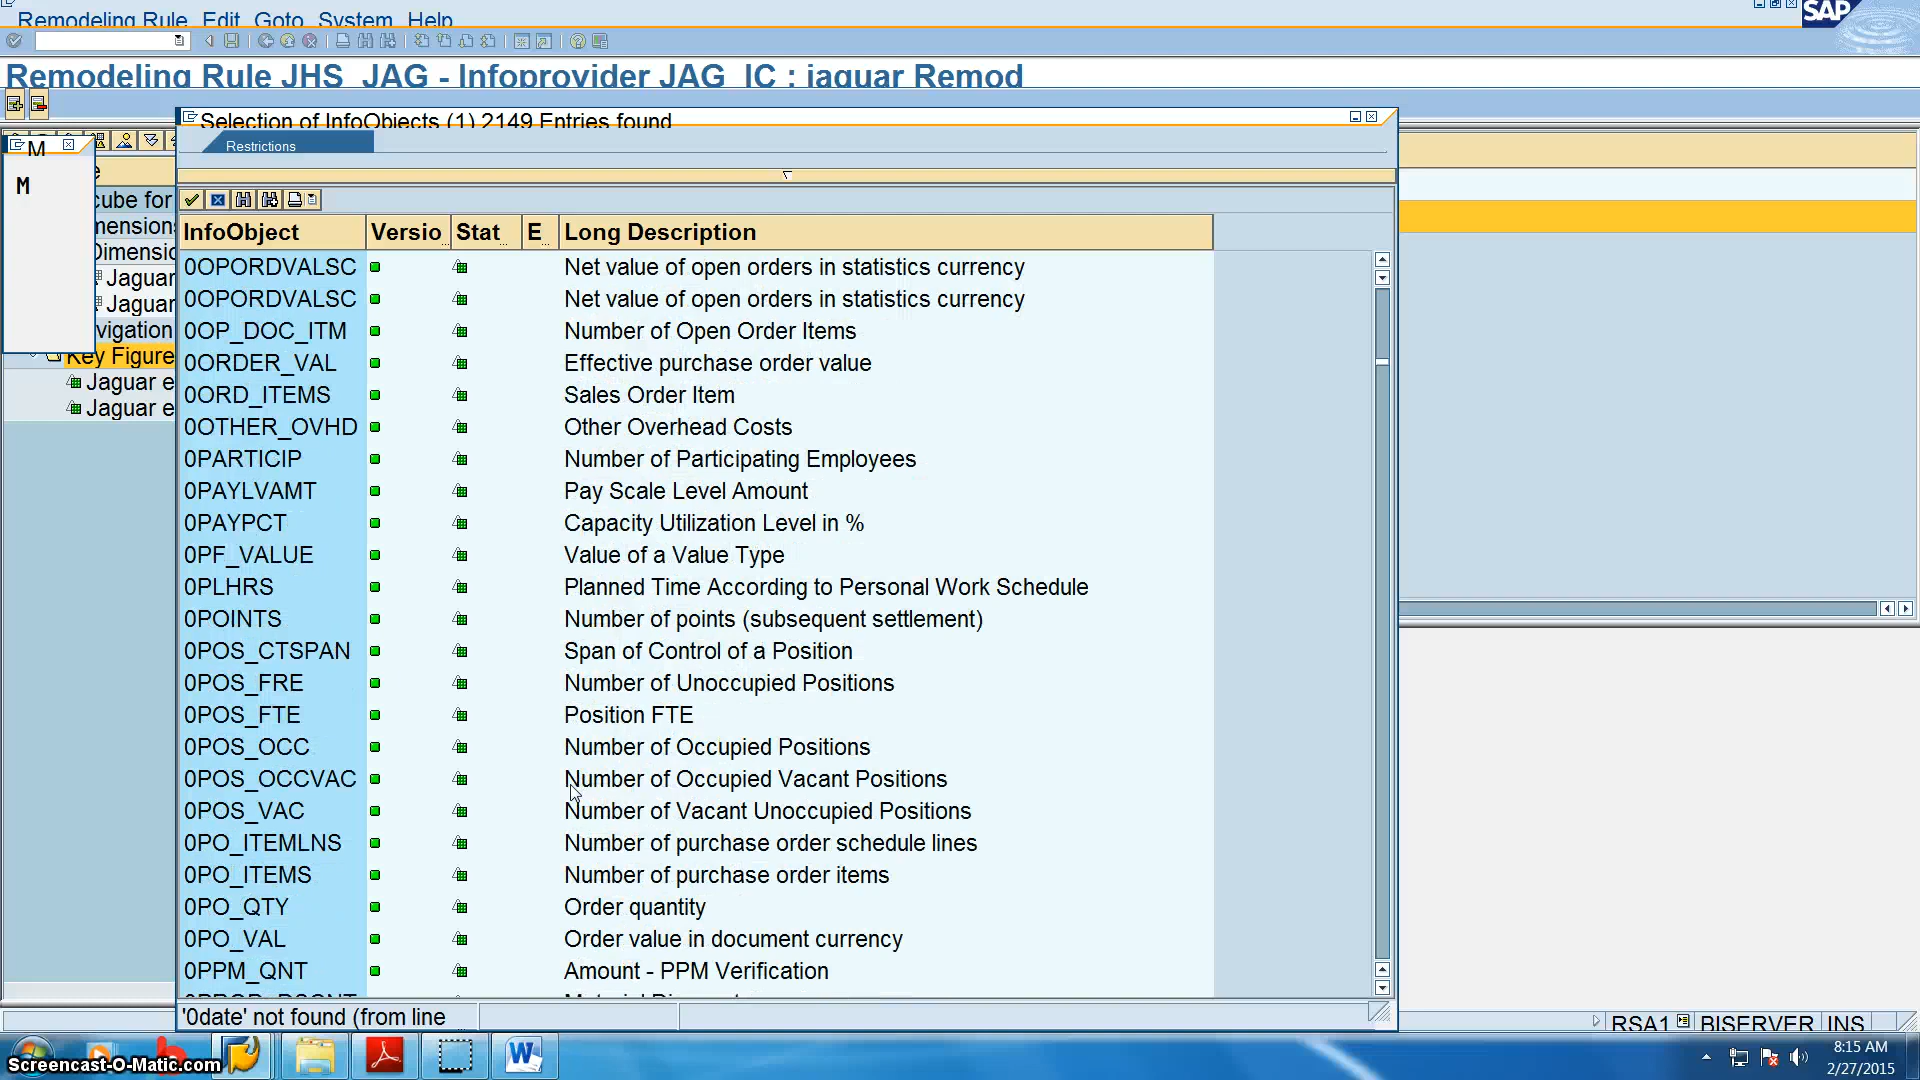 Remodeling Rule Edit Goto System Help
SAP
Remodeling Rule JHS_JAG - Infoprovider JAG_IC : jaguar Remod
Selection of InfoObjects (1) 2149 Entries found
Restrictions
M
M
cube for
mensions
Dimensio
Jaguar
Jaguar
vigation
Key Figure
Jaguar e
Jaguar e
InfoObject Versio.. Stat.. E.. Long Description
0OPORDVALSC Net value of open orders in statistics currency
0OPORDVALSC Net value of open orders in statistics currency
0OP_DOC_ITM Number of Open Order Items
0ORDER_VAL Effective purchase order value
0ORD_ITEMS Sales Order Item
0OTHER_OVHD Other Overhead Costs
0PARTICIP Number of Participating Employees
0PAYLVAMT Pay Scale Level Amount
0PAYPCT Capacity Utilization Level in %
0PF_VALUE Value of a Value Type
0PLHRS Planned Time According to Personal Work Schedule
0POINTS Number of points (subsequent settlement)
0POS_CTSPAN Span of Control of a Position
0POS_FRE Number of Unoccupied Positions
0POS_FTE Position FTE
0POS_OCC Number of Occupied Positions
0POS_OCCVAC Number of Occupied Vacant Positions
0POS_VAC Number of Vacant Unoccupied Positions
0PO_ITEMLNS Number of purchase order schedule lines
0PO_ITEMS Number of purchase order items
0PO_QTY Order quantity
0PO_VAL Order value in document currency
0PPM_QNT Amount - PPM Verification
'0date' not found (from line
RSA1 BISERVER INS
Screencast-O-Matic.com
8:15 AM
2/27/2015